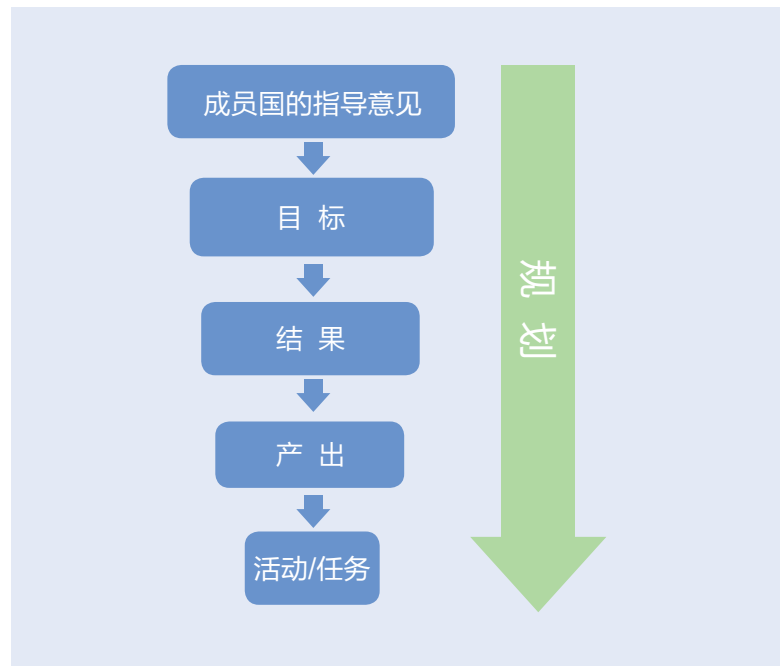 成员国的指导意见
目 标
结 果
产 出
活动/任务
规 划